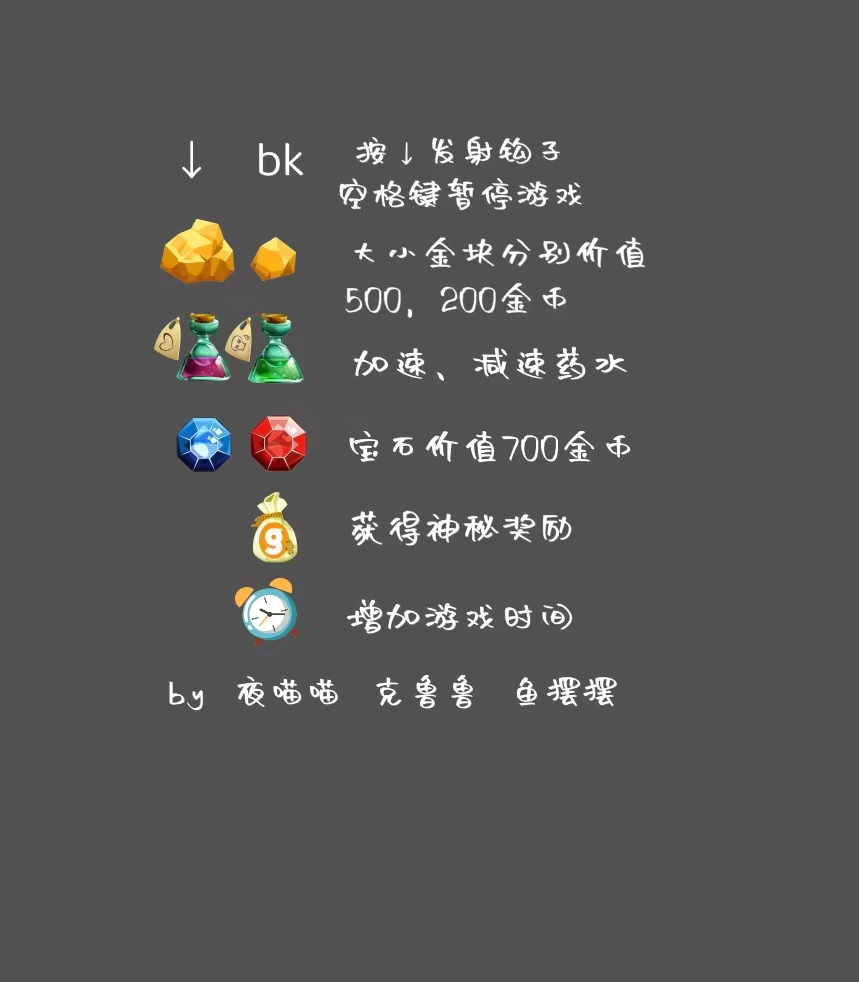 ↓ bk 按↓发射钩子
空格键暂停游戏
大小金块分别价值
500，200金币
加速、减速药水
宝石价值700金币
g 获得神秘奖励
增加游戏时间
by 夜喵喵 克鲁鲁 鱼摆摆